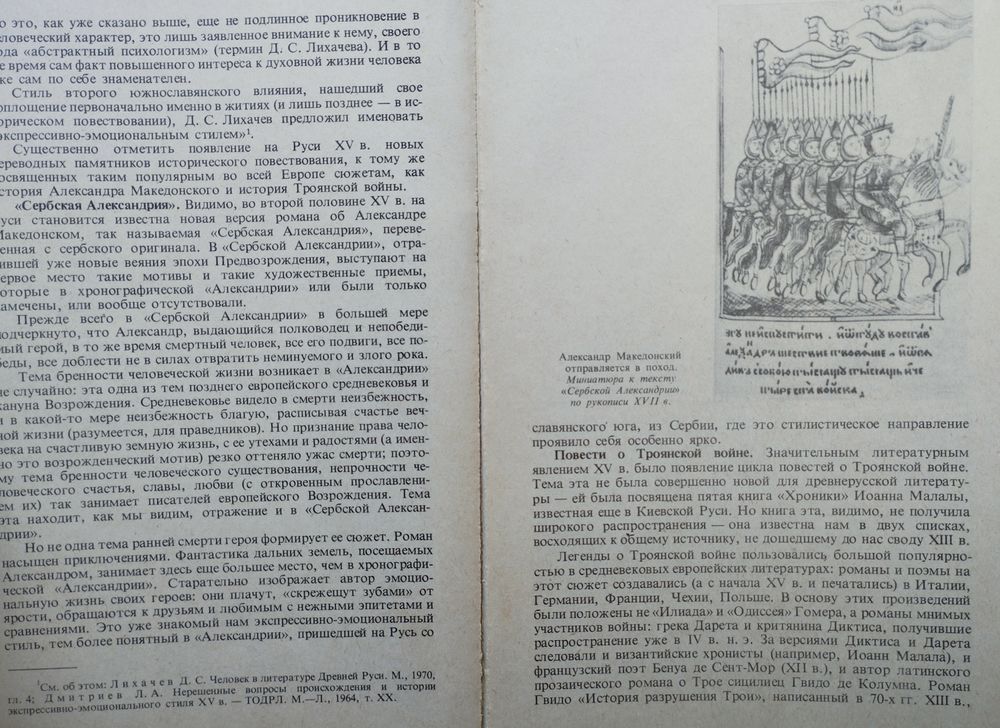 о это, как уже сказано выше, еще не подлинное проникновение в
еловеческий характер, это лишь заявленное внимание к нему, своего
ода «абстрактный психологизм» (термин Д. С. Лихачева). И в то
е время сам факт повышенного интереса к духовной жизни человека
же сам по себе знаменателен.
Стиль второго южнославянского влияния, нашедший свое
оплощение первоначально именно в житиях (и лишь позднее — в ис-
орическом повествовании), Д. С. Лихачев предложил именовать
экспрессивно-эмоциональным стилем»¹.
Существенно отметить появление на Руси XV в. новых
ереводных памятников исторического повествования, к тому же
освященных таким популярным во всей Европе сюжетам, как
стория Александра Македонского и история Троянской войны.
«Сербская Александрия». Видимо, во второй половине XV в. на
уси становится известна новая версия романа об Александре
Македонском, так называемая «Сербская Александрия», переве-
енная с сербского оригинала. В «Сербской Александрии», отра-
ившей уже новые веяния эпохи Предвозрождения, выступают на
ервое место такие мотивы и такие художественные приемы,
оторые в хронографической «Александрии» или были только
амечены, или вообще отсутствовали.
Прежде всего в «Сербской Александрии» в большей мере
одчеркнуто, что Александр, выдающийся полководец и непобеди-
мый герой, в то же время смертный человек, все его подвиги, все по-
беды, все доблести не в силах отвратить неминуемого и злого рока.
Тема бренности человеческой жизни возникает в «Александрии»
не случайно: эта одна из тем позднего европейского средневековья и
кануна Возрождения. Средневековье видело в смерти неизбежность,
и в какой-то мере неизбежность благую, расписывая счастье веч-
ной жизни (разумеется, для праведников). Но признание права чело-
века на счастливую земную жизнь, с ее утехами и радостями (а имен-
но это возрожденческий мотив) резко оттеняло ужас смерти; поэто-
му тема бренности человеческого существования, непрочности че-
ловеческого счастья, славы, любви (с откровенным прославлени-
ем их) так занимает писателей европейского Возрождения. Тема
эта находит, как мы видим, отражение и в «Сербской Алексан-
дрии».
Но не одна тема ранней смерти героя формирует ее сюжет. Роман
насыщен приключениями. Фантастика дальних земель, посещаемых
Александром, занимает здесь еще большее место, чем в хронографи-
ческой «Александрии». Старательно изображает автор эмоцио-
нальную жизнь своих героев: они плачут, «скрежещут зубами» от
ярости, обращаются к друзьям и любимым с нежными эпитетами и
сравнениями. Это уже знакомый нам экспрессивно-эмоциональный
стиль, тем более понятный в «Александрии», пришедшей на Русь со
¹См. об этом: Лихачев Д. С. Человек в литературе Древней Руси. М., 1970,
гл. 4; Дмитриев Л. А. Нерешенные вопросы происхождения и истории
экспрессивно-эмоционального стиля XV в. — ТОДРЛ. М.—Л., 1964, т. XX.
Александр Македонский
отправляется в поход.
Миниатюра к тексту
«Сербской Александрии»
по рукописи XVII в.
славянского юга, из Сербии, где это стилистическое направление
проявило себя особенно ярко.
Повести о Троянской войне. Значительным литературным
явлением XV в. было появление цикла повестей о Троянской войне.
Тема эта не была совершенно новой для древнерусской литерату-
ры — ей была посвящена пятая книга «Хроники» Иоанна Малалы,
известная еще в Киевской Руси. Но книга эта, видимо, не получила
широкого распространения — она известна нам в двух списках,
восходящих к общему источнику, не дошедшему до нас своду XIII в.
Легенды о Троянской войне пользовались большой популярно-
стью в средневековых европейских литературах: романы и поэмы на
этот сюжет создавались (а с начала XV в. и печатались) в Италии,
Германии, Франции, Чехии, Польше. В основу этих произведений
были положены не «Илиада» и «Одиссея» Гомера, а романы мнимых
участников войны: грека Дарета и критянина Диктиса, получившие
распространение уже в IV в. н. э. За версиями Диктиса и Дарета
следовали и византийские хронисты (например, Иоанн Малала), и
французский поэт Бенуа де Сент-Мор (XII в.), и автор латинского
прозаического романа о Трое сицилиец Гвидо де Колумна. Роман
Гвидо «История разрушения Трои», написанный в 70-х гг. XIII в.,